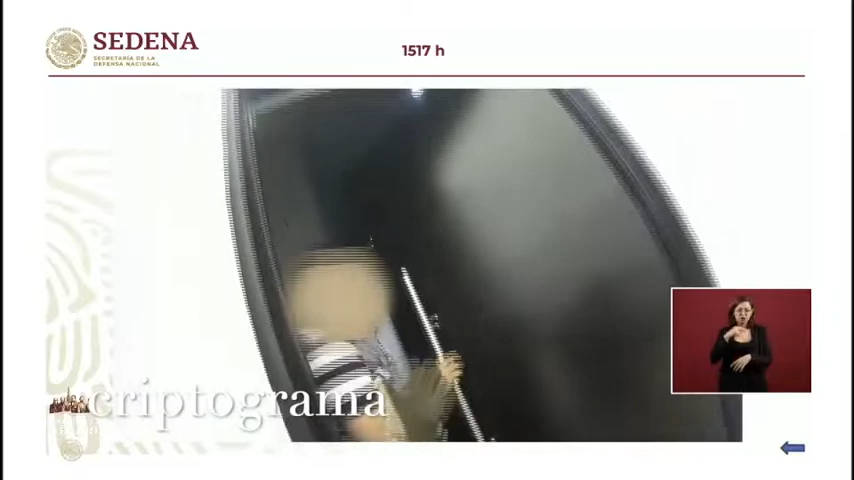 SEDENA
SECRETARÍA DE LA
DEFENSA NACIONAL
1517 h
criptograma